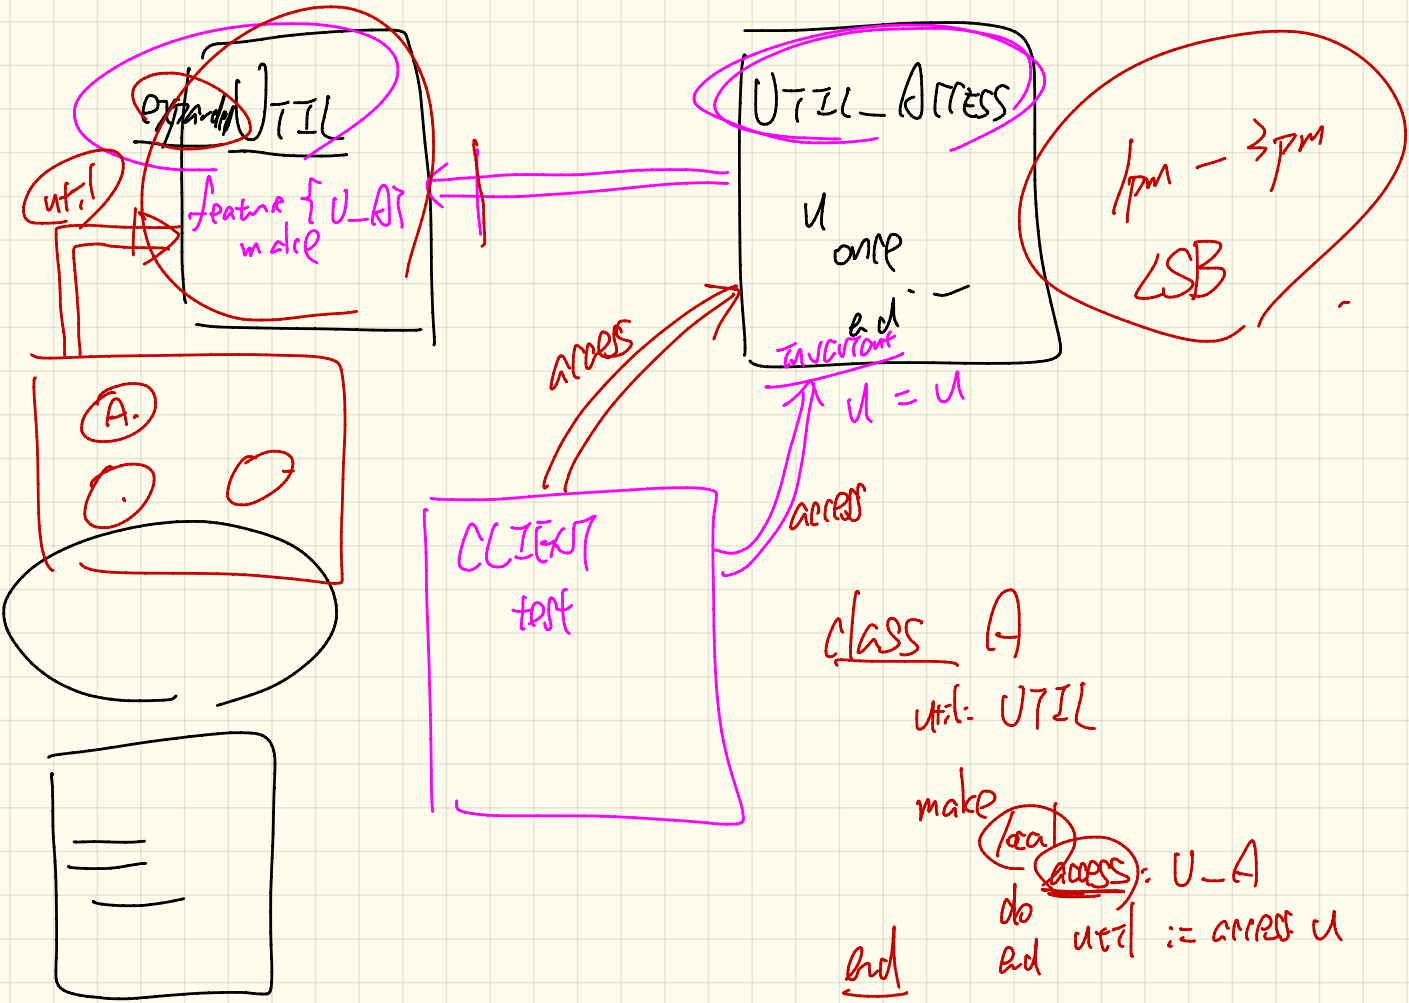 expanded UTIL
util
feature {U_A}
make
UTIL_ACCESS
u
once
end
invariant
u = u
1pm - 3pm
LSB
access
A.
CLIENT
test
access
class A
util: UTIL
make
local
access: U_A
do
util := access.u
end
end